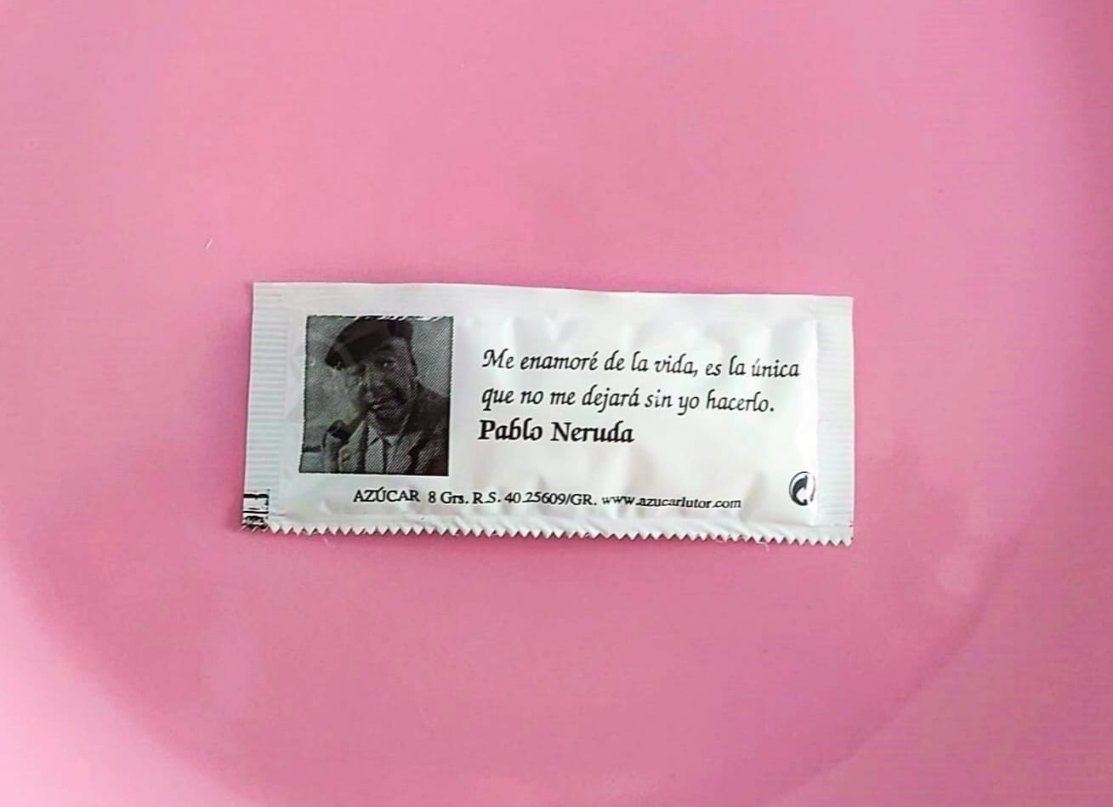 Me enamoré de la vida, es la única
que no me dejará sin yo hacerlo.
Pablo Neruda
AZÚCAR 8 Grs. R.S. 40.25609/GR. www.azucarlutor.com